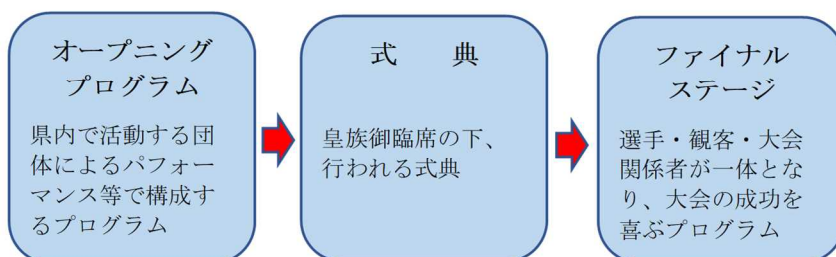 オープニング
プログラム
県内で活動する団
体によるパフォー
マンス等で構成す
るプログラム
式　典
皇族御臨席の下、
行われる式典
ファイナル
ステージ
選手・観客・大会
関係者が一体とな
り、大会の成功を
喜ぶプログラム